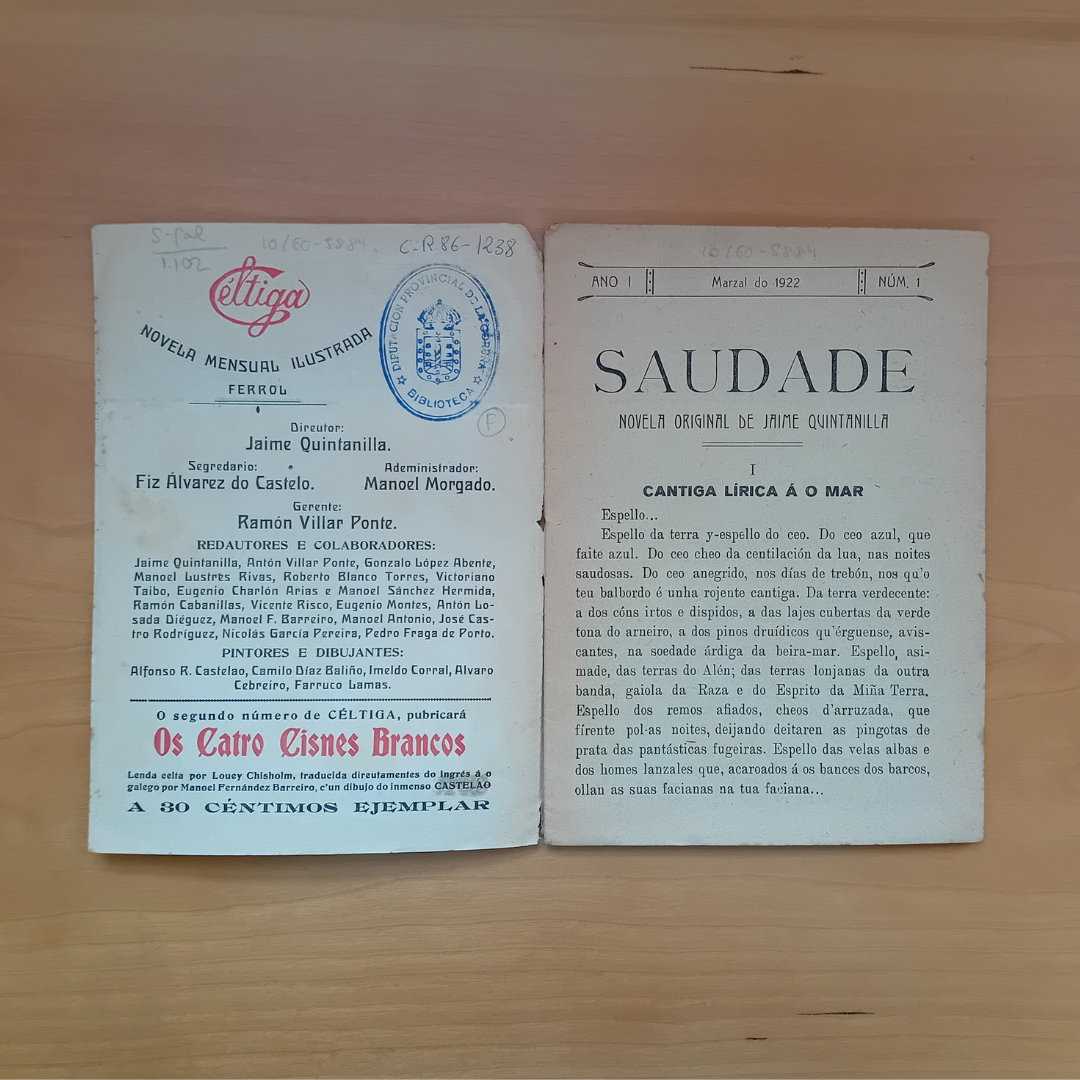 S-gal
1.102
10/60-5884
C-R 86-1238
Céltiga
NOVELA MENSUAL ILUSTRADA
FERROL
DIPUTACION PROVINCIAL DE LA CORUÑA
BIBLIOTECA
F
Direutor:
Jaime Quintanilla.
Segredario:
Fiz Álvarez do Castelo.
Adeministrador:
Manoel Morgado.
Gerente:
Ramón Villar Ponte.
REDAUTORES E COLABORADORES:
Jaime Quintanilla, Antón Villar Ponte, Gonzalo López Abente,
Manoel Lustres Rivas, Roberto Blanco Torres, Victoriano
Taibo, Eugenio Charlón Arias e Manoel Sánchez Hermida,
Ramón Cabanillas, Vicente Risco, Eugenio Montes, Antón Lo-
sada Diéguez, Manoel F. Barreiro, Manoel Antonio, José Cas-
tro Rodríguez, Nicolás García Pereira, Pedro Fraga de Porto.
PINTORES E DIBUJANTES:
Alfonso R. Castelao, Camilo Díaz Baliño, Imeldo Corral, Alvaro
Cebreiro, Farruco Lamas.
O segundo número de CÉLTIGA, pubricará
Os Catro Cisnes Brancos
Lenda celta por Louey Chisholm, traducida direutamentes do Ingrés á o
galego por Manoel Fernández Barreiro, c'un dibujo do inmenso CASTELAO
A 30 CÉNTIMOS EJEMPLAR
10/60-5884
ANO I
Marzal do 1922
NÚM. 1
SAUDADE
NOVELA ORIGINAL DE JAIME QUINTANILLA
I
CANTIGA LÍRICA Á O MAR
Espello...
Espello da terra y-espello do ceo. Do ceo azul, que
faite azul. Do ceo cheo da centilación da lua, nas noites
saudosas. Do ceo anegrido, nos días de trebón, nos qu'o
teu balbordo é unha rojente cantiga. Da terra verdecente:
a dos cóns irtos e dispidos, a das lajes cubertas da verde
tona do arneiro, a dos pinos druídicos qu'érguense, avis-
cantes, na soedade árdiga da beira-mar. Espello, asi-
made, das terras do Alén; das terras lonjanas da outra
banda, gaiola da Raza e do Esprito da Miña Terra.
Espello dos remos afiados, cheos d'arruzada, que
fírente pol-as noites, deijando deitaren as pingotas de
prata das pantásticas fugeiras. Espello das velas albas e
dos homes lanzales que, acaroados á os bances dos barcos,
ollan as suas facianas na tua faciana...